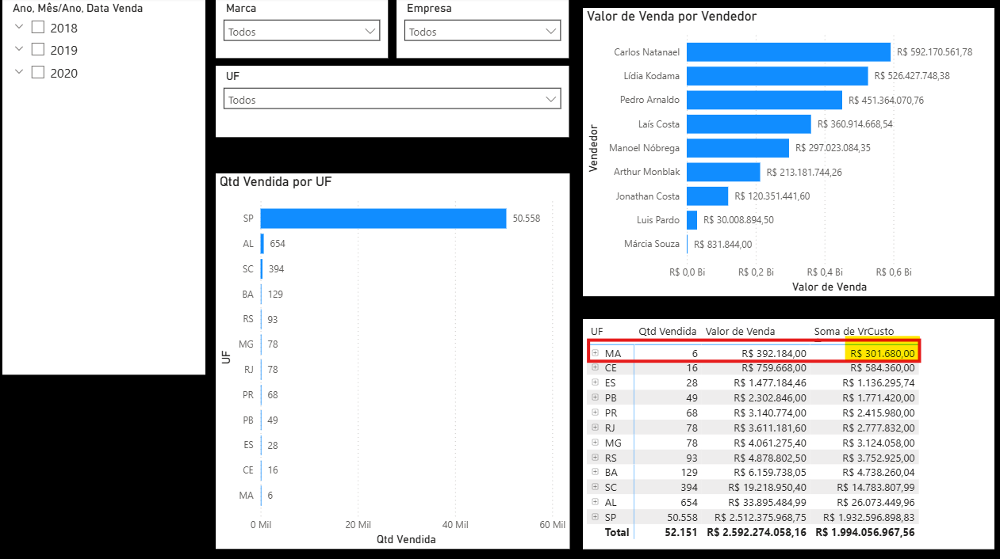 Ano, Mês/Ano, Data Venda
2018
2019
2020
Marca
Todos
Empresa
Todos
UF
Todos
Qtd Vendida por UF
UF
SP 50.558
AL 654
SC 394
BA 129
RS 93
MG 78
RJ 78
PR 68
PB 49
ES 28
CE 16
MA 6
0 Mil 20 Mil 40 Mil 60 Mil
Qtd Vendida
Valor de Venda por Vendedor
Vendedor
Carlos Natanael R$ 592.170.561,78
Lídia Kodama R$ 526.427.748,38
Pedro Arnaldo R$ 451.364.070,76
Laís Costa R$ 360.914.668,54
Manoel Nóbrega R$ 297.023.084,35
Arthur Monblak R$ 213.181.744,26
Jonathan Costa R$ 120.351.441,60
Luis Pardo R$ 30.008.894,50
Márcia Souza R$ 831.844,00
R$ 0,0 Bi R$ 0,2 Bi R$ 0,4 Bi R$ 0,6 Bi
Valor de Venda
UF Qtd Vendida Valor de Venda Soma de VrCusto
MA 6 R$ 392.184,00 R$ 301.680,00
CE 16 R$ 759.668,00 R$ 584.360,00
ES 28 R$ 1.477.184,46 R$ 1.136.295,74
PB 49 R$ 2.302.846,00 R$ 1.771.420,00
PR 68 R$ 3.140.774,00 R$ 2.415.980,00
RJ 78 R$ 3.611.181,60 R$ 2.777.832,00
MG 78 R$ 4.061.275,40 R$ 3.124.058,00
RS 93 R$ 4.878.802,50 R$ 3.752.925,00
BA 129 R$ 6.159.738,05 R$ 4.738.260,04
SC 394 R$ 19.218.950,40 R$ 14.783.807,99
AL 654 R$ 33.895.484,99 R$ 26.073.449,96
SP 50.558 R$ 2.512.375.968,75 R$ 1.932.596.898,83
Total 52.151 R$ 2.592.274.058,16 R$ 1.994.056.967,56